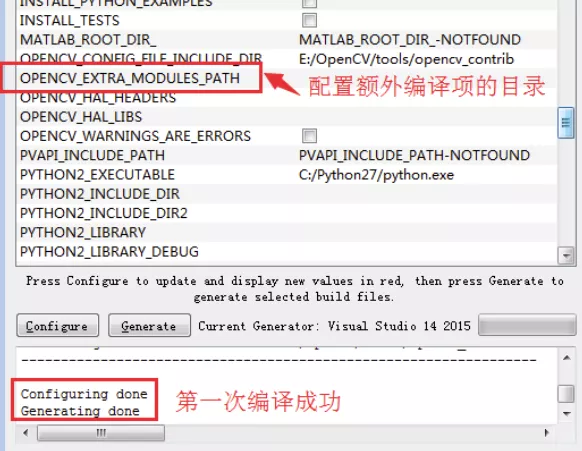 INSTALL_PYTHON_EXAMPLES
INSTALL_TESTS
MATLAB_ROOT_DIR_ MATLAB_ROOT_DIR_-NOTFOUND
OPENCV_CONFIG_FILE_INCLUDE_DIR E:/OpenCV/tools/opencv_contrib
OPENCV_EXTRA_MODULES_PATH 配置额外编译项的目录
OPENCV_HAL_HEADERS
OPENCV_HAL_LIBS
OPENCV_WARNINGS_ARE_ERRORS
PVAPI_INCLUDE_PATH PVAPI_INCLUDE_PATH-NOTFOUND
PYTHON2_EXECUTABLE C:/Python27/python.exe
PYTHON2_INCLUDE_DIR
PYTHON2_INCLUDE_DIR2
PYTHON2_LIBRARY
PYTHON2_LIBRARY_DEBUG
Press Configure to update and display new values in red, then press Generate to
generate selected build files.
Configure Generate Current Generator: Visual Studio 14 2015
Configuring done
Generating done 第一次编译成功